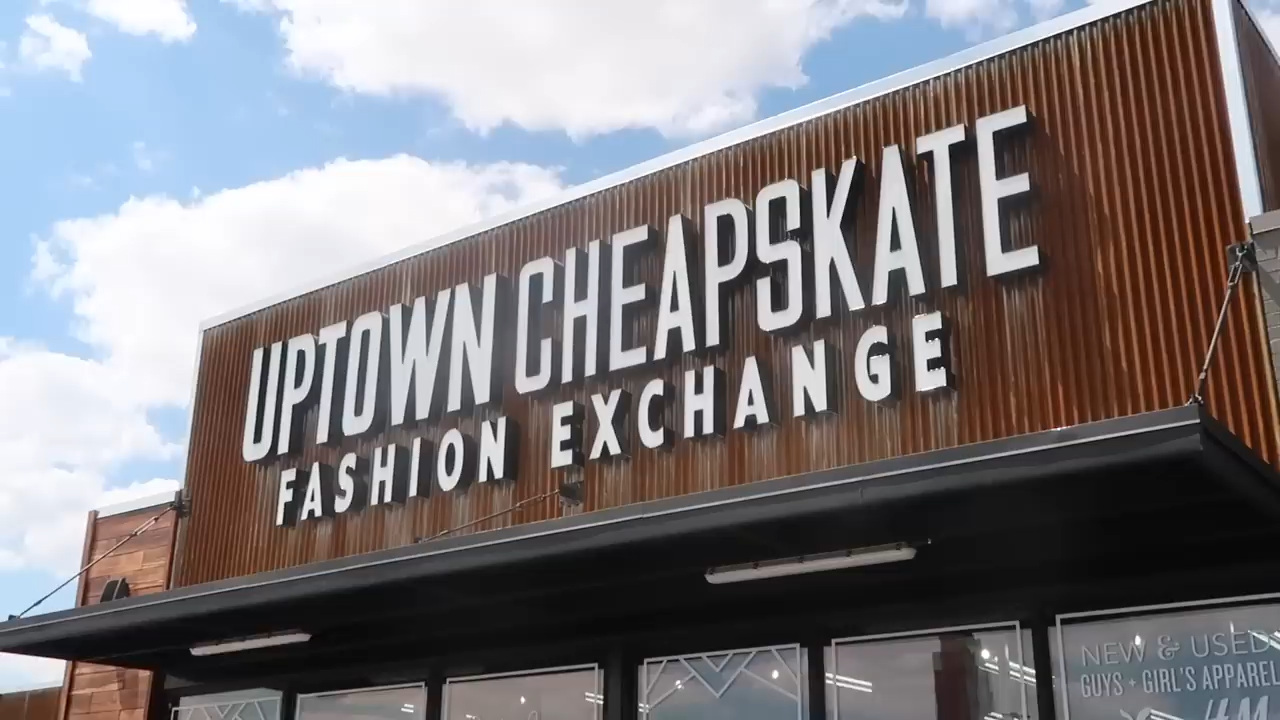 UPTOWN CHEAPSKATE
FASHION EXCHANGE
NEW & USED
GUYS + GIRL'S APPAREL
H&M